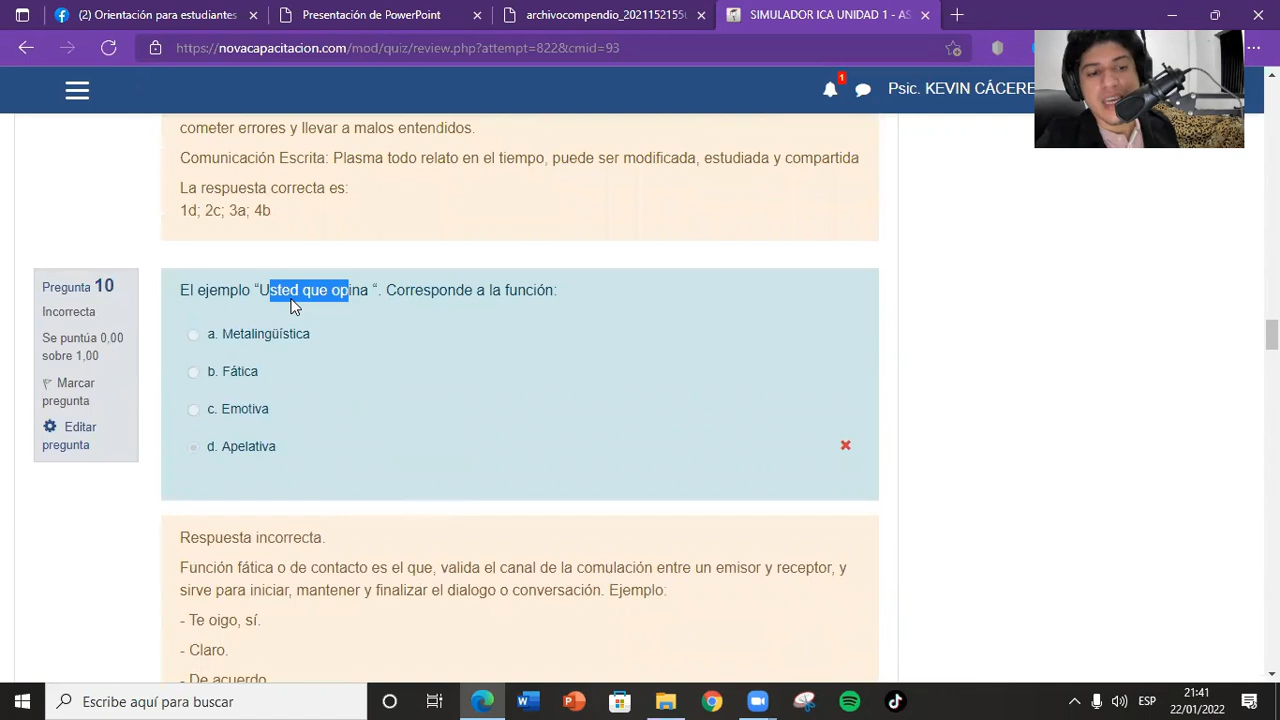 (2) Orientación para estudiantes
Presentación de PowerPoint
archivocompendio_2021152155u
SIMULADOR ICA UNIDAD 1 - AS
https://novacapacitacion.com/mod/quiz/review.php?attempt=822&cmid=93
1
Psic. KEVIN CÁCERE
cometer errores y llevar a malos entendidos.
Comunicación Escrita: Plasma todo relato en el tiempo, puede ser modificada, estudiada y compartida
La respuesta correcta es:
1d; 2c; 3a; 4b
Pregunta 10
Incorrecta
Se puntúa 0,00
sobre 1,00
Marcar
pregunta
Editar
pregunta
El ejemplo “Usted que opina “. Corresponde a la función:
a. Metalingüística
b. Fática
c. Emotiva
d. Apelativa
Respuesta incorrecta.
Función fática o de contacto es el que, valida el canal de la comulación entre un emisor y receptor, y
sirve para iniciar, mantener y finalizar el dialogo o conversación. Ejemplo:
- Te oigo, sí.
- Claro.
- De acuerdo
Escribe aquí para buscar
ESP
21:41
22/01/2022